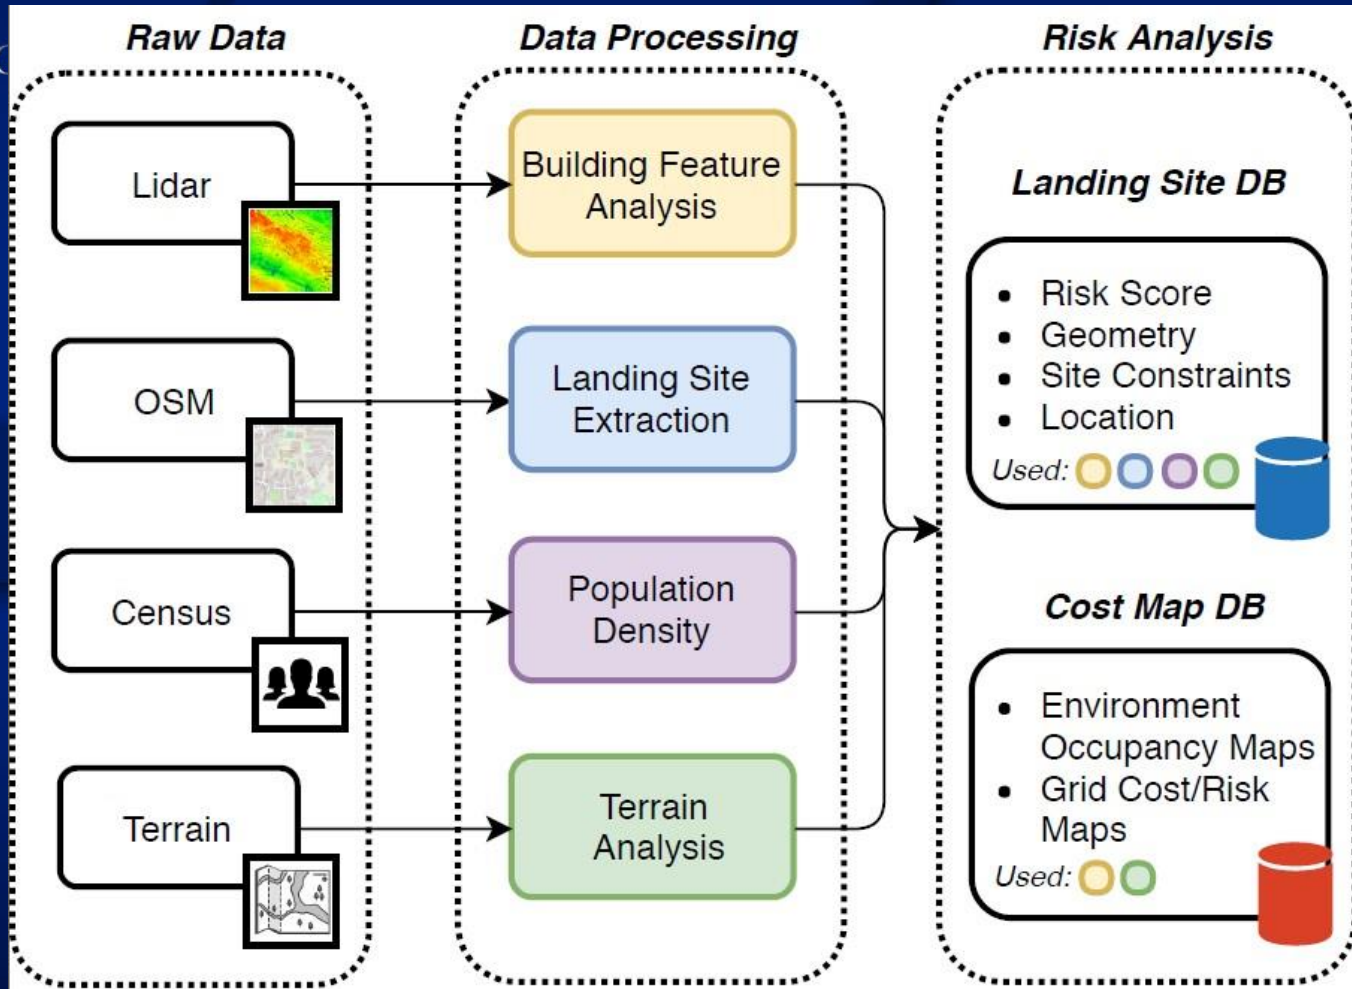 Raw Data
Data Processing
Risk Analysis
Lidar
OSM
Census
Terrain
Building Feature
Analysis
Landing Site
Extraction
Population
Density
Terrain
Analysis
Landing Site DB
• Risk Score
• Geometry
• Site Constraints
• Location
Used:
Cost Map DB
• Environment
Occupancy Maps
• Grid Cost/Risk
Maps
Used: